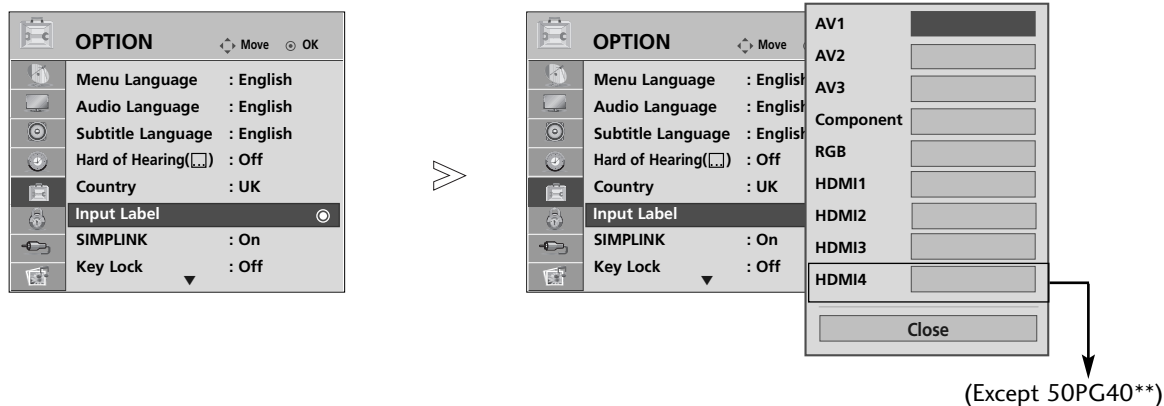 OPTION Move OK
Menu Language : English
Audio Language : English
Subtitle Language : English
Hard of Hearing( ) : Off
Country : UK
Input Label
SIMPLINK : On
Key Lock : Off
OPTION Move
Menu Language : English
Audio Language : English
Subtitle Language : English
Hard of Hearing( ) : Off
Country : UK
Input Label
SIMPLINK : On
Key Lock : Off
AV1
AV2
AV3
Component
RGB
HDMI1
HDMI2
HDMI3
HDMI4
Close
(Except 50PG40**)